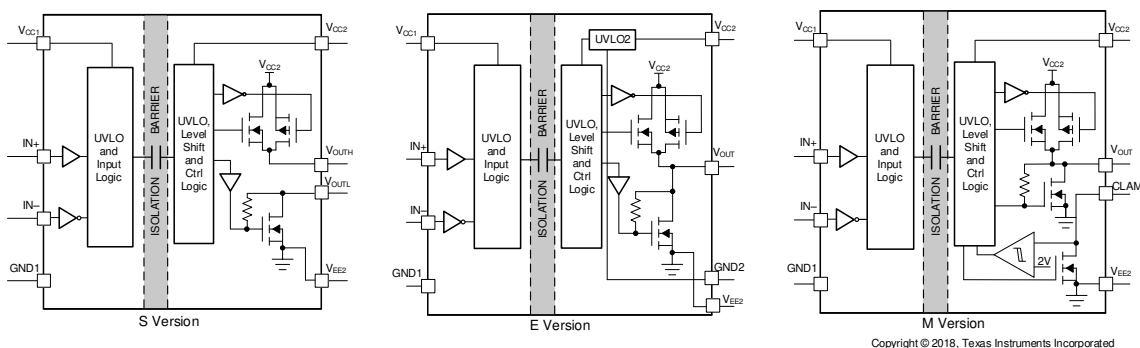 VCC1
VCC2
UVLO
and
Input
Logic
ISOLATION BARRIER
UVLO,
Level
Shift
and
Ctrl
Logic
VCC2
IN+
IN–
GND1
VOUTH
VOUTL
VEE2
S Version
VCC1
VCC2
UVLO2
UVLO
and
Input
Logic
ISOLATION BARRIER
UVLO,
Level
Shift
and
Ctrl
Logic
VCC2
IN+
IN–
GND1
VOUT
GND2
VEE2
E Version
VCC1
VCC2
UVLO
and
Input
Logic
ISOLATION BARRIER
UVLO,
Level
Shift
and
Ctrl
Logic
VCC2
IN+
IN–
GND1
VOUT
CLAM
2V
VEE2
M Version
Copyright © 2018, Texas Instruments Incorporated